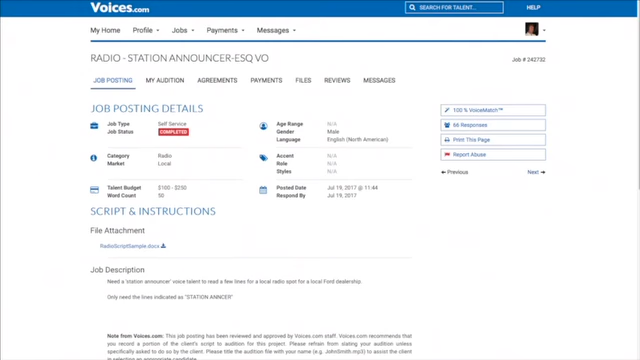 Voices.com
SEARCH FOR TALENT...
HELP
My Home Profile Jobs Payments Messages
RADIO - STATION ANNOUNCER-ESQ VO
Job # 242732
JOB POSTING MY AUDITION AGREEMENTS PAYMENTS FILES REVIEWS MESSAGES
JOB POSTING DETAILS
Job Type Self Service
Job Status COMPLETED
Age Range N/A
Gender Male
Language English (North American)
Category Radio
Market Local
Accent N/A
Role N/A
Styles N/A
Talent Budget $100 - $250
Word Count 50
Posted Date Jul 19, 2017 @ 11:44
Respond By Jul 19, 2017
100 % VoiceMatch™
66 Responses
Print This Page
Report Abuse
Previous Next
SCRIPT & INSTRUCTIONS
File Attachment
RadioScriptSample.docx
Job Description
Need a 'station announcer' voice talent to read a few lines for a local radio spot for a local Ford dealership.
Only need the lines indicated as "STATION ANNCER"
Note from Voices.com: This job posting has been reviewed and approved by Voices.com staff. Voices.com recommends that
you record a portion of the client's script to audition for this project. Please refrain from slating your audition unless
specifically asked to do so by the client. Please title the audition file with your name (e.g. JohnSmith.mp3) to assist the client
in selecting an appropriate candidate.